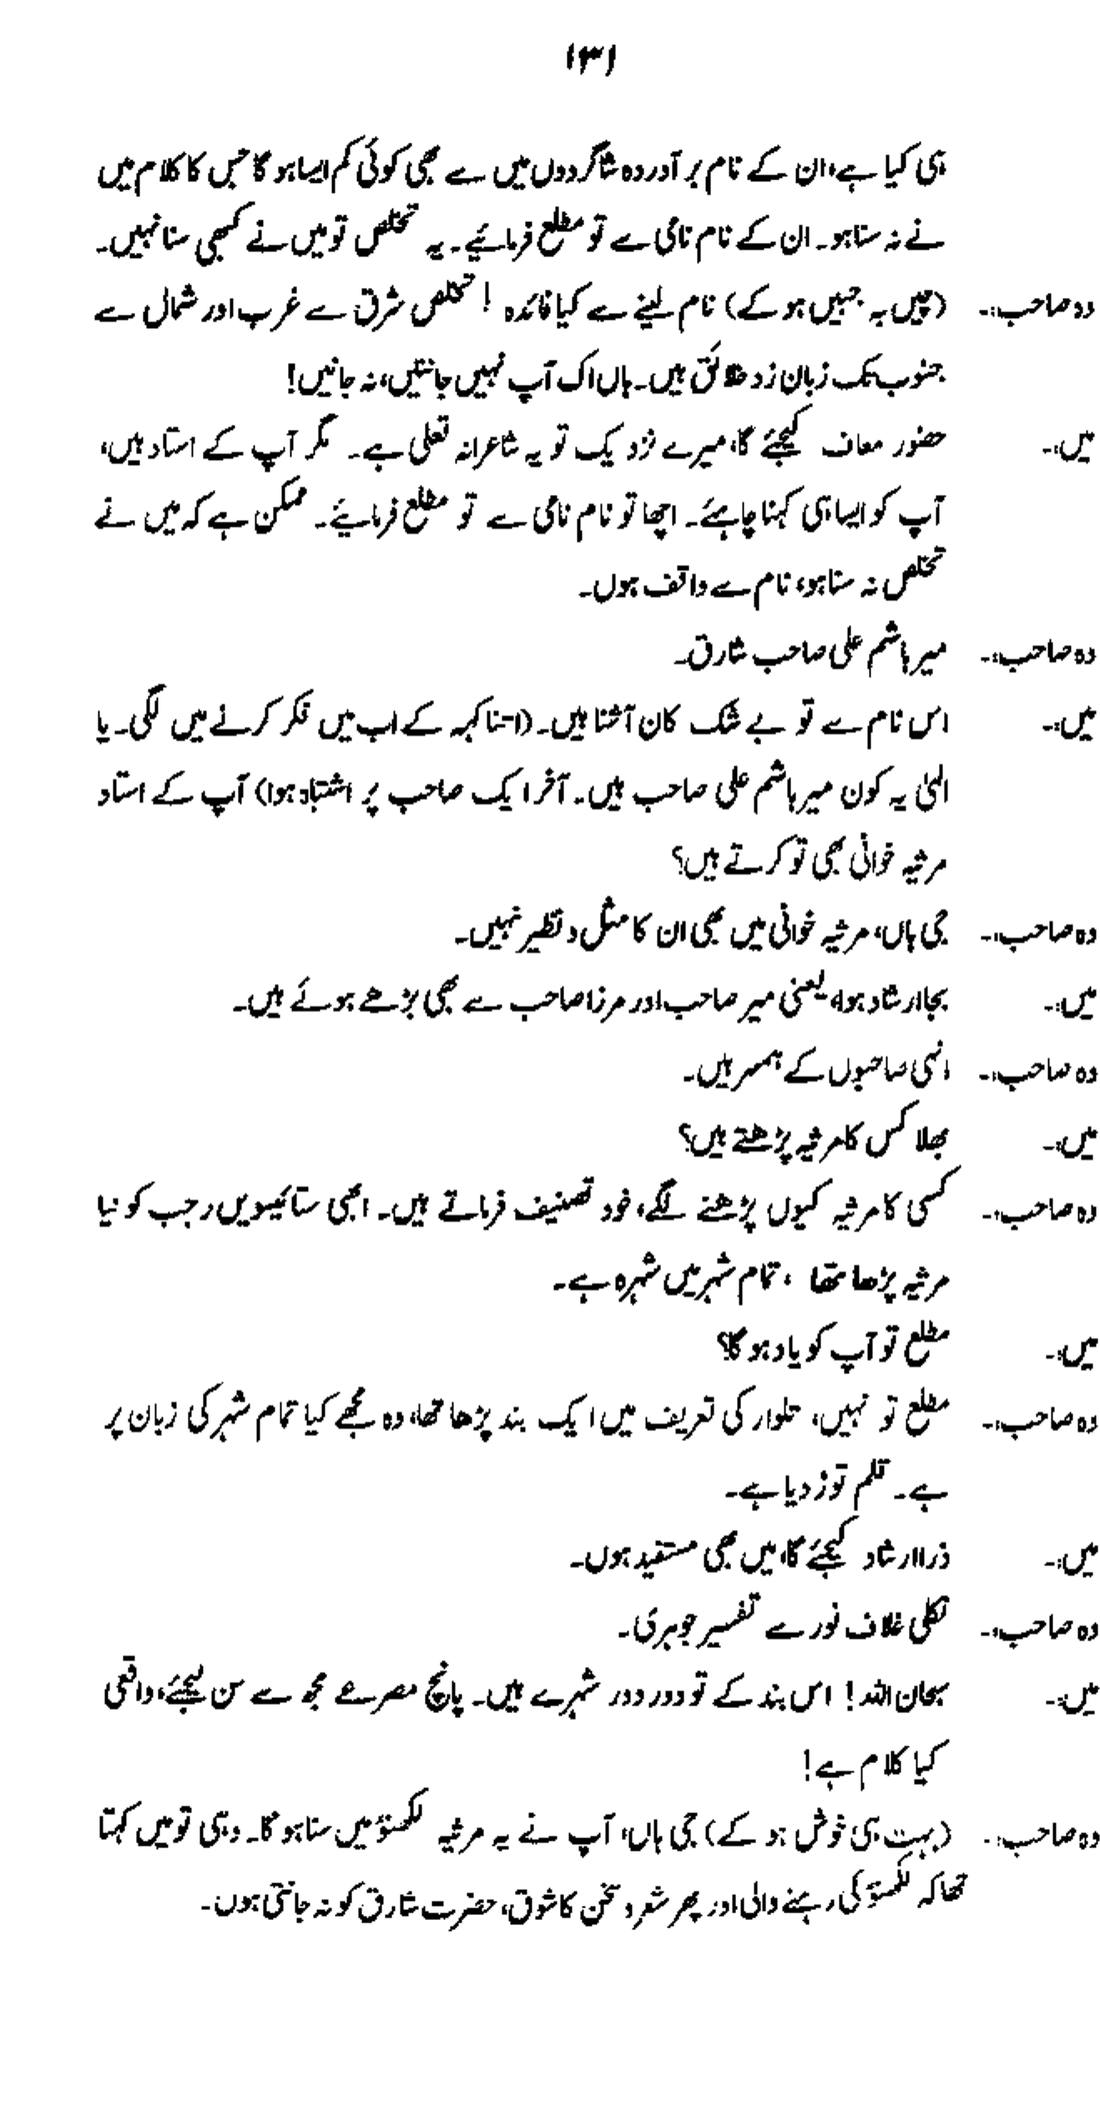 ۱۳۱
ہی کیا ہے، ان کے نام بر آوردہ شاگردوں میں سے بھی کوئی کم ایسا ہو گا جس کا کلام میں
نے نہ سنا ہو۔ ان کے نام نامی سے تو مطلع فرمائیے۔ یہ تخلص تو میں نے کبھی سنا نہیں۔
وہ صاحب:۔ (چیں بہ جبیں ہو کے) نام لینے سے کیا فائدہ! تخلص شرق سے غرب اور شمال سے
جنوب تک زبان زد خلائق ہیں۔ ہاں اک آپ نہیں جانتیں، نہ جانیں!
میں:۔ حضور معاف کیجئے گا، میرے نزدیک تو یہ شاعرانہ تعلی ہے۔ مگر آپ کے استاد ہیں،
آپ کو ایسا ہی کہنا چاہئے۔ اچھا تو نام نامی سے تو مطلع فرمایئے۔ ممکن ہے کہ میں نے
تخلص نہ سنا ہو، نام سے واقف ہوں۔
وہ صاحب:۔ میر ہاشم علی صاحب شارق۔
میں:۔ اس نام سے تو بے شک کان آشنا ہیں۔ (اتنا کہہ کے اب میں فکر کرنے میں لگی۔ یا
الٰہی یہ کون میر ہاشم علی صاحب ہیں۔ آخر ایک صاحب پر اشتباہ ہوا) آپ کے استاد
مرثیہ خوانی بھی تو کرتے ہیں؟
وہ صاحب:۔ جی ہاں، مرثیہ خوانی میں بھی ان کا مثل و نظیر نہیں۔
میں:۔ بجا ارشاد ہوا، یعنی میر صاحب اور مرزا صاحب سے بھی بڑھے ہوئے ہیں۔
وہ صاحب:۔ انہی صاحبوں کے ہمسر ہیں۔
میں:۔ بھلا کس کا مرثیہ پڑھتے ہیں؟
وہ صاحب:۔ کسی کا مرثیہ کیوں پڑھنے لگے، خود تصنیف فرماتے ہیں۔ ابھی ستائیسویں رجب کو نیا
مرثیہ پڑھا تھا، تمام شہر میں شہرہ ہے۔
میں:۔ مطلع تو آپ کو یاد ہو گا؟
وہ صاحب:۔ مطلع تو نہیں، تلوار کی تعریف میں ایک بند پڑھا تھا، وہ مجھے کیا تمام شہر کی زبان پر
ہے۔ قلم توڑ دیا ہے۔
میں:۔ ذرا ارشاد کیجئے گا، میں بھی مستفید ہوں۔
وہ صاحب:۔ نکلی غلاف نور سے تفسیر جوہری۔
میں:۔ سبحان اللہ! اس بند کے تو دور دور شہرے ہیں۔ پانچ مصرعے مجھ سے سن لیجئے، واقعی
کیا کلام ہے!
وہ صاحب:۔ (بہت ہی خوش ہو کے) جی ہاں، آپ نے یہ مرثیہ لکھنؤ میں سنا ہو گا۔ وہی تو میں کہتا
تھا کہ لکھنؤ کی رہنے والی اور پھر شعر و سخن کا شوق، حضرت شارق کو نہ جانتی ہوں۔